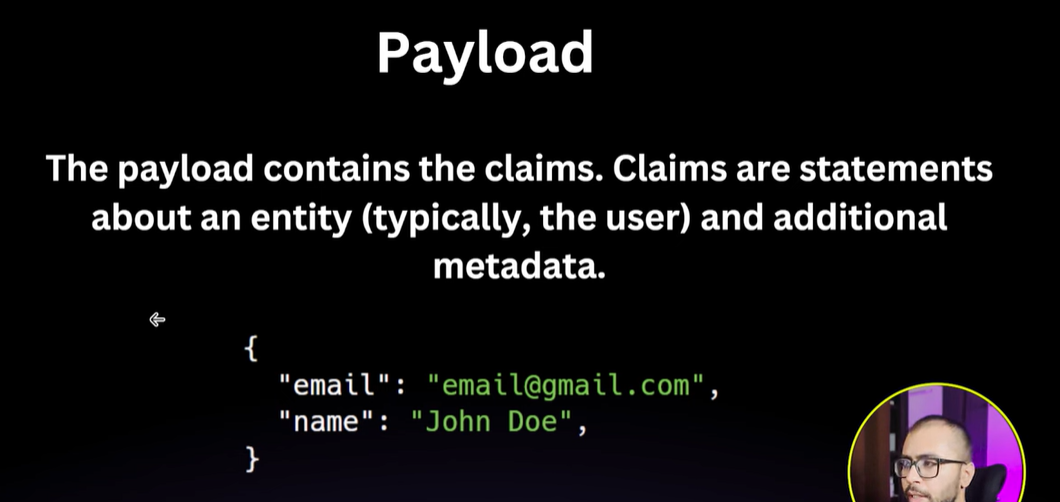 Payload
The payload contains the claims. Claims are statements
about an entity (typically, the user) and additional
metadata.
{
"email": "email@gmail.com",
"name": "John Doe",
}